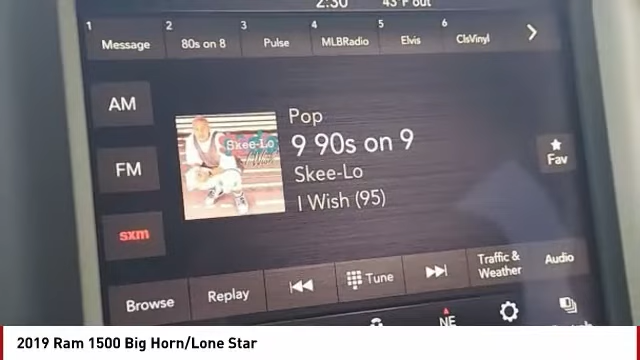 2:30 43°F out
1 2 3 4 5 6
Message 80s on 8 Pulse MLBRadio Elvis ClsVinyl
AM
FM
sxm
Skee-Lo
I Wish
Pop
9 90s on 9
Skee-Lo
I Wish (95)
Fav
Browse Replay Tune Traffic & Weather Audio
NE
2019 Ram 1500 Big Horn/Lone Star